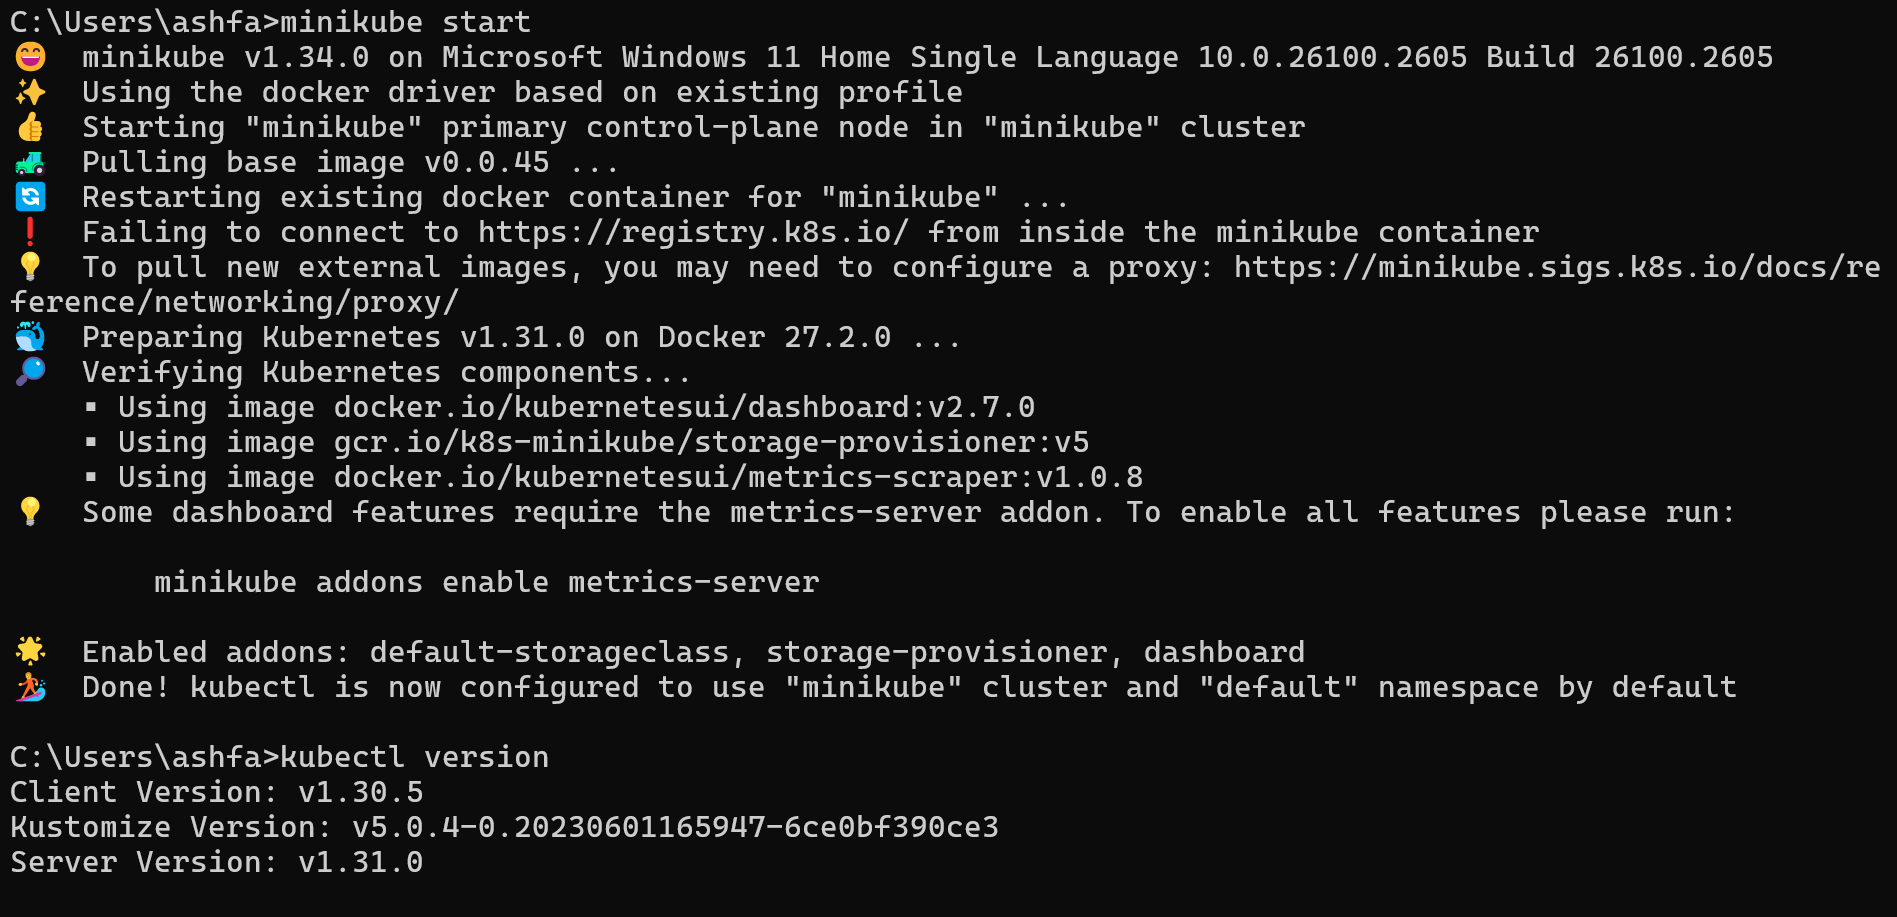 C:\Users\ashfa>minikube start
😄  minikube v1.34.0 on Microsoft Windows 11 Home Single Language 10.0.26100.2605 Build 26100.2605
✨  Using the docker driver based on existing profile
👍  Starting "minikube" primary control-plane node in "minikube" cluster
🚜  Pulling base image v0.0.45 ...
🔄  Restarting existing docker container for "minikube" ...
❗  Failing to connect to https://registry.k8s.io/ from inside the minikube container
💡  To pull new external images, you may need to configure a proxy: https://minikube.sigs.k8s.io/docs/re
ference/networking/proxy/
🐳  Preparing Kubernetes v1.31.0 on Docker 27.2.0 ...
🔎  Verifying Kubernetes components...
    ▪ Using image docker.io/kubernetesui/dashboard:v2.7.0
    ▪ Using image gcr.io/k8s-minikube/storage-provisioner:v5
    ▪ Using image docker.io/kubernetesui/metrics-scraper:v1.0.8
💡  Some dashboard features require the metrics-server addon. To enable all features please run:
        minikube addons enable metrics-server
🌟  Enabled addons: default-storageclass, storage-provisioner, dashboard
🏄  Done! kubectl is now configured to use "minikube" cluster and "default" namespace by default
C:\Users\ashfa>kubectl version
Client Version: v1.30.5
Kustomize Version: v5.0.4-0.20230601165947-6ce0bf390ce3
Server Version: v1.31.0